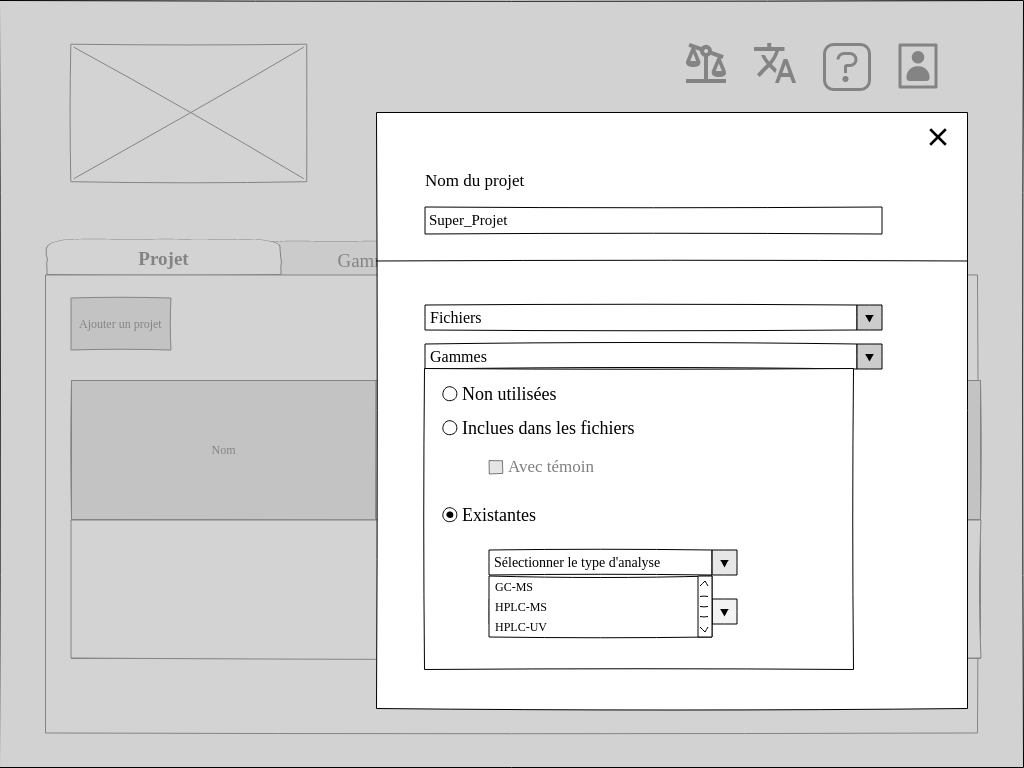 Nom du projet
Super_Projet
Projet
Gam
Ajouter un projet
Fichiers
Gammes
Non utilisées
Inclues dans les fichiers
Avec témoin
Nom
Existantes
Sélectionner le type d'analyse
GC-MS
HPLC-MS
HPLC-UV